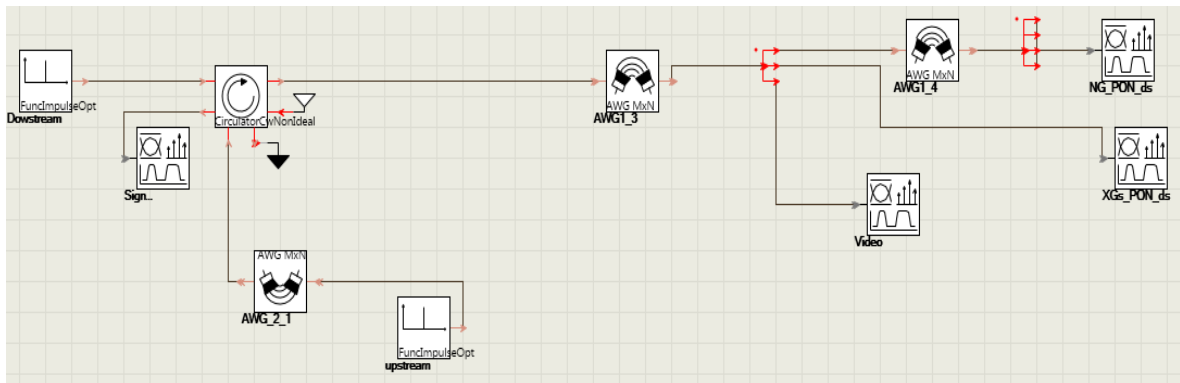 FuncImpulseOpt
Dowstream
CirculatorCwNonIdeal
Sign...
AWG MxN
AWG_2_1
FuncImpulseOpt
upstream
AWG MxN
AWG1_3
*
AWG MxN
AWG1_4
*
NG_PON_ds
XGs_PON_ds
Video